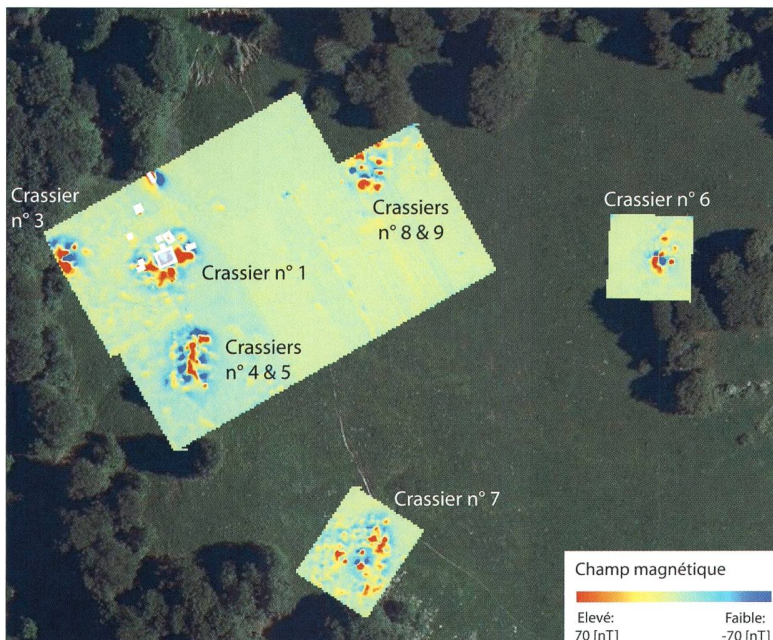 Crassier
n° 3
Crassiers
n° 8 & 9
Crassier n° 6
Crassier n° 1
Crassiers
n° 4 & 5
Crassier n° 7
Champ magnétique
Elevé:
70 [nT]
Faible:
-70 [nT]